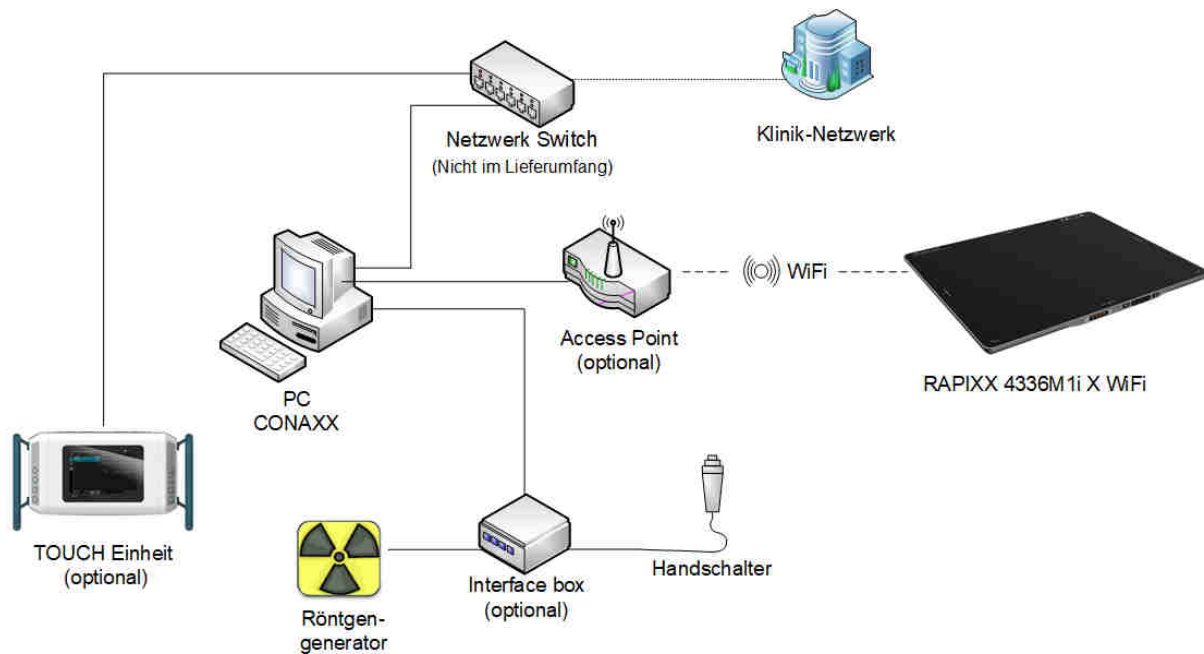 Netzwerk Switch
(Nicht im Lieferumfang)
Klinik-Netzwerk
WiFi
Access Point
(optional)
RAPIXX 4336M1i X WiFi
PC
CONAXX
TOUCH Einheit
(optional)
Röntgen-
generator
Interface box
(optional)
Handschalter